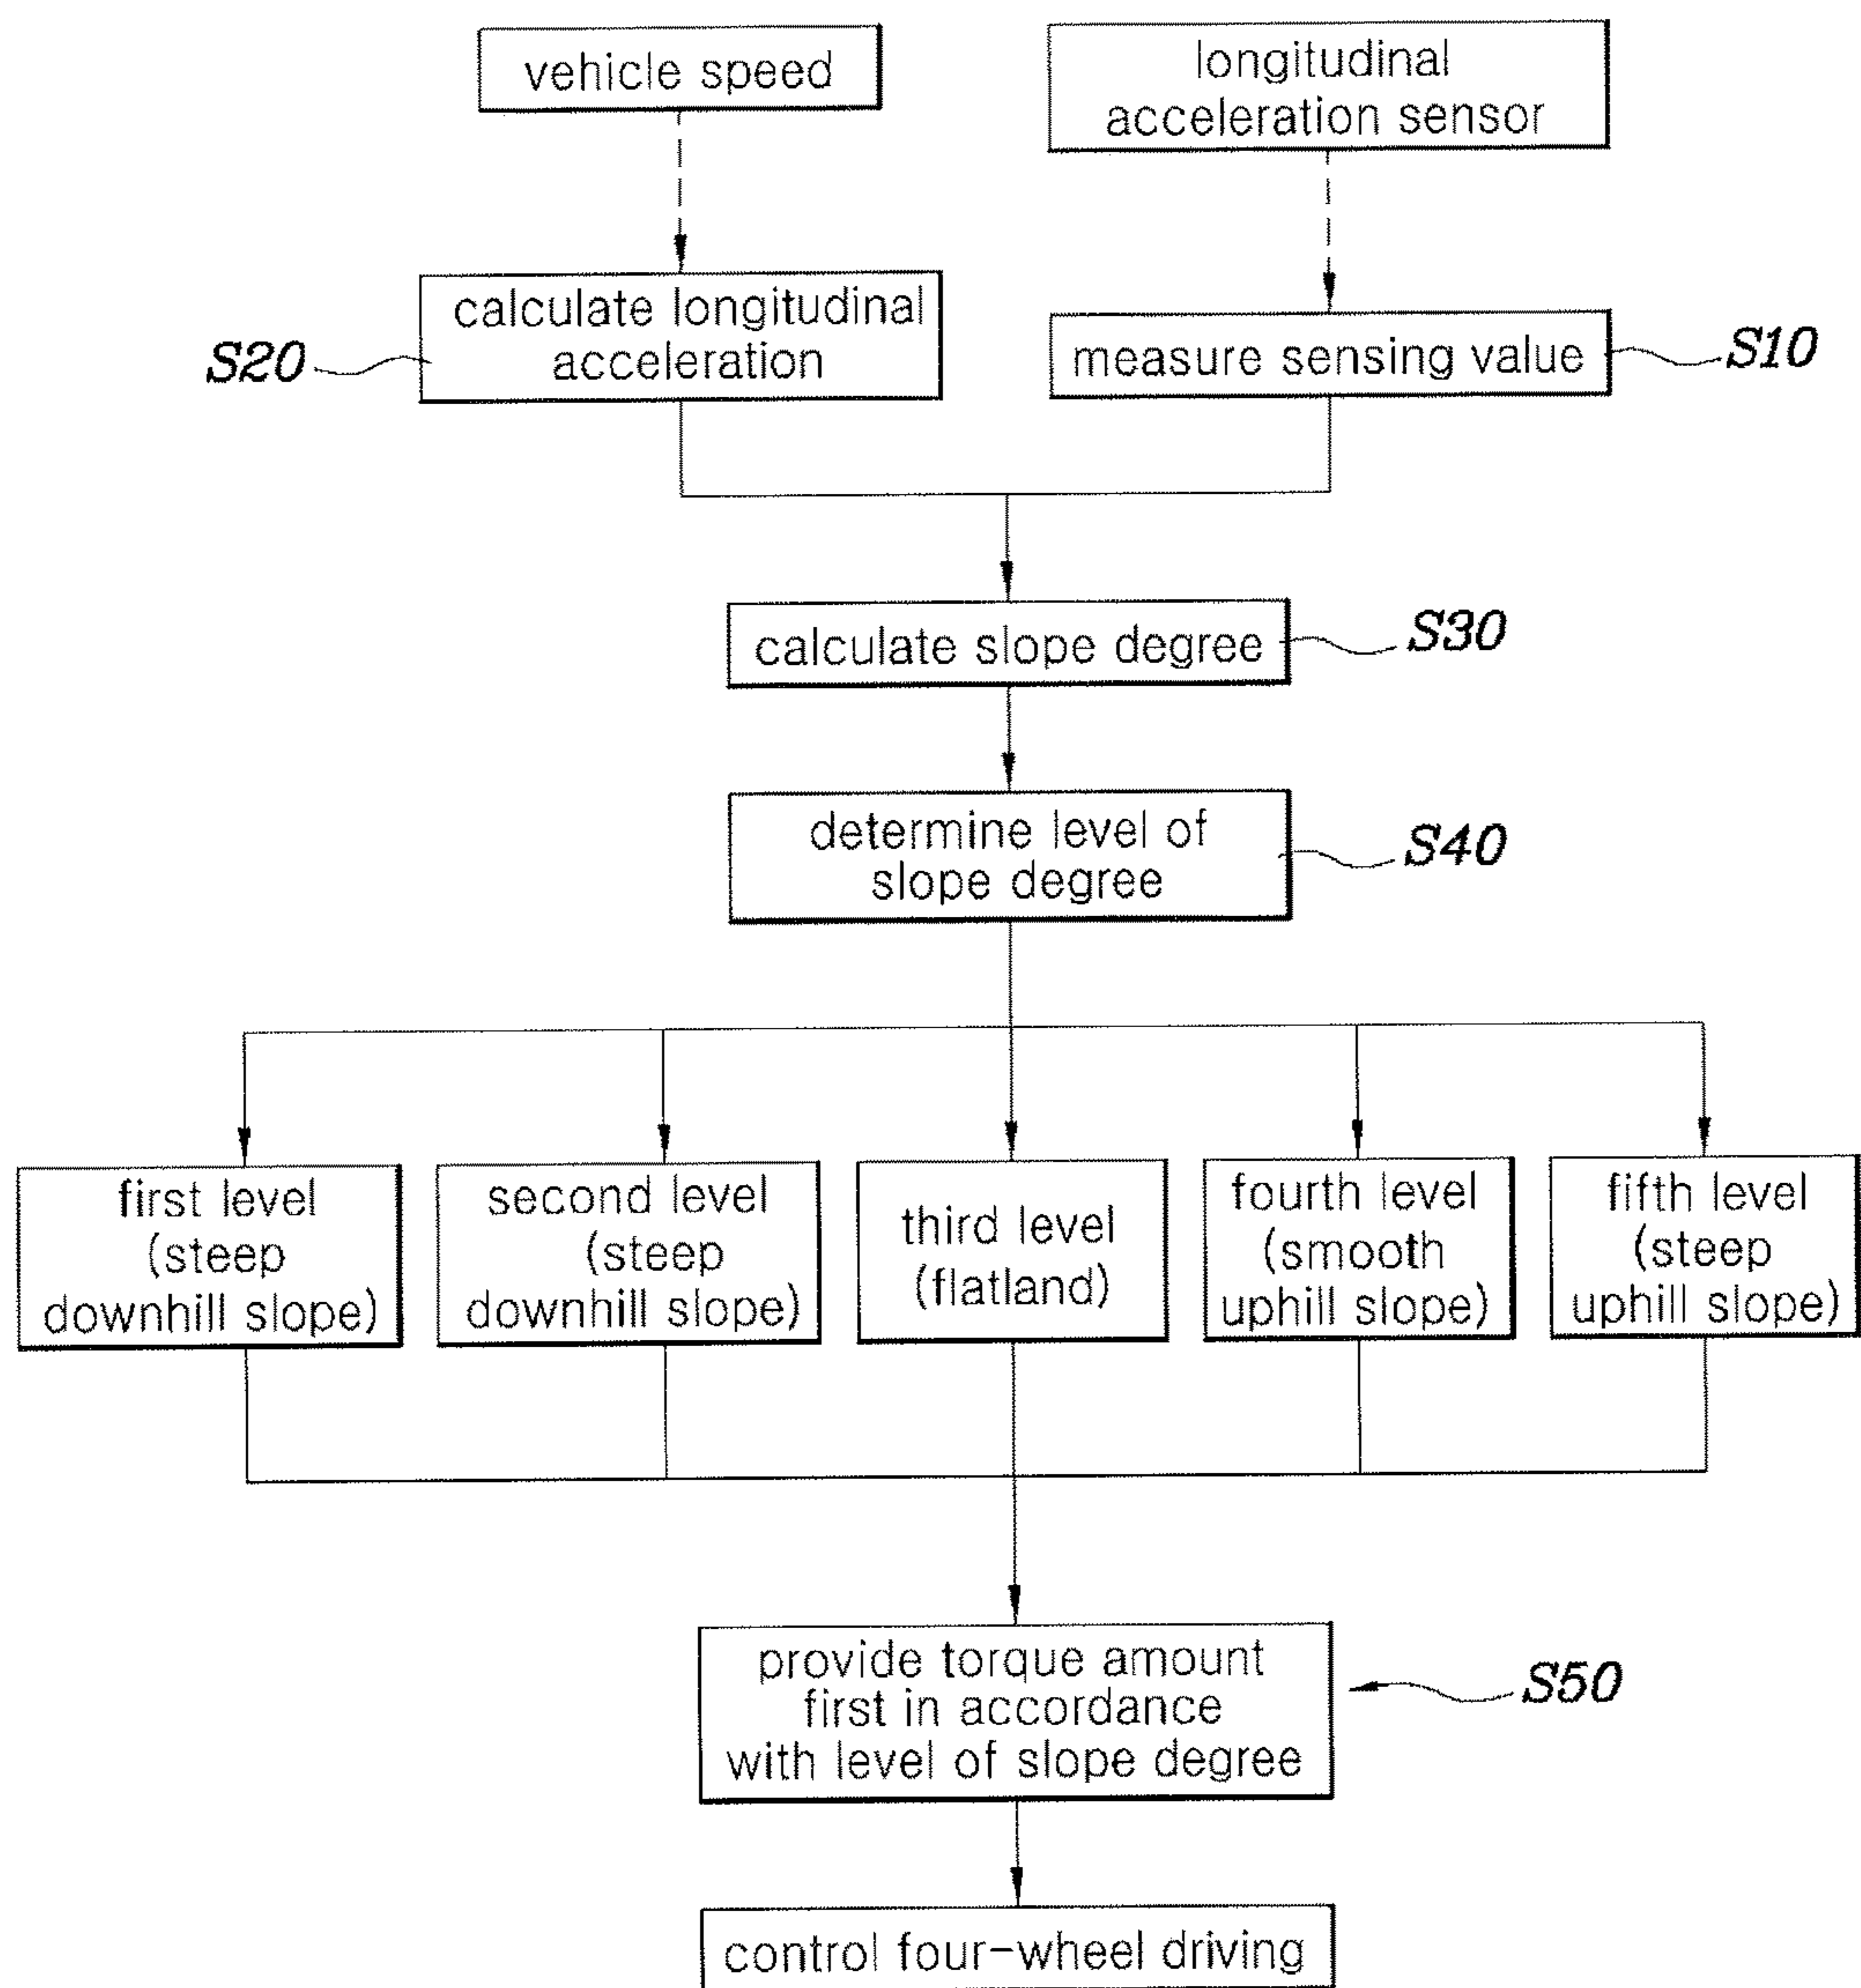 vehicle speed
longitudinal
acceleration sensor
calculate longitudinal
acceleration
S20
measure sensing value
S10
calculate slope degree
S30
determine level of
slope degree
S40
first level
(steep
downhill slope)
second level
(steep
downhill slope)
third level
(flatland)
fourth level
(smooth
uphill slope)
fifth level
(steep
uphill slope)
provide torque amount
first in accordance
with level of slope degree
S50
control four-wheel driving